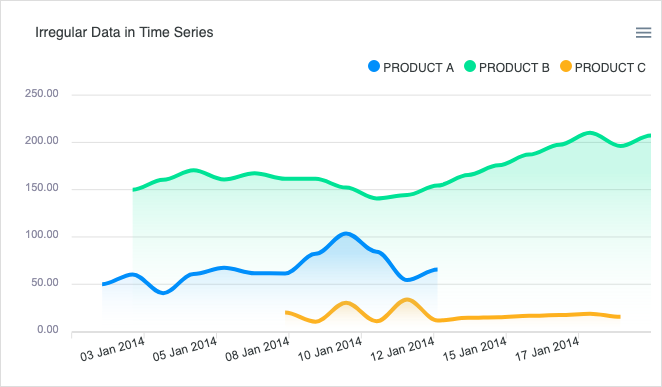 Irregular Data in Time Series
PRODUCT A PRODUCT B PRODUCT C
250.00
200.00
150.00
100.00
50.00
0.00
03 Jan 2014 05 Jan 2014 08 Jan 2014 10 Jan 2014 12 Jan 2014 15 Jan 2014 17 Jan 2014